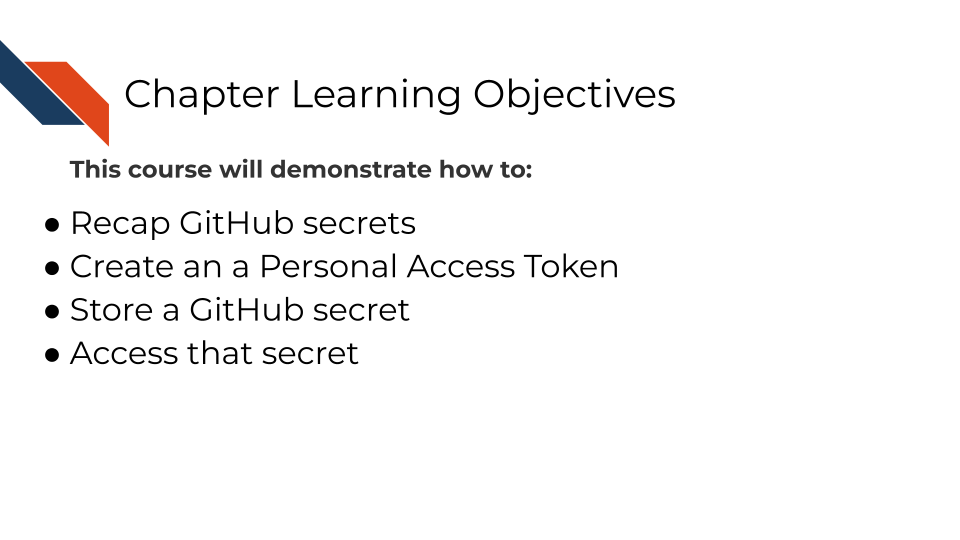 Chapter Learning Objectives
This course will demonstrate how to:
● Recap GitHub secrets
● Create an a Personal Access Token
● Store a GitHub secret
● Access that secret